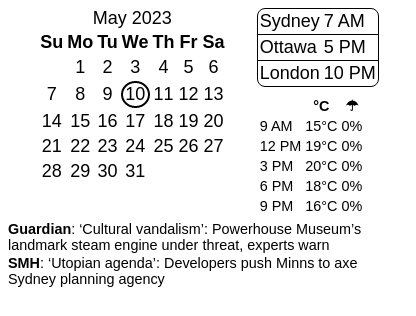 May 2023
Su Mo Tu We Th Fr Sa
1 2 3 4 5 6
7 8 9 10 11 12 13
14 15 16 17 18 19 20
21 22 23 24 25 26 27
28 29 30 31
Sydney 7 AM
Ottawa 5 PM
London 10 PM
°C ☂
9 AM 15°C 0%
12 PM 19°C 0%
3 PM 20°C 0%
6 PM 18°C 0%
9 PM 16°C 0%
Guardian: ‘Cultural vandalism’: Powerhouse Museum’s
landmark steam engine under threat, experts warn
SMH: ‘Utopian agenda’: Developers push Minns to axe
Sydney planning agency